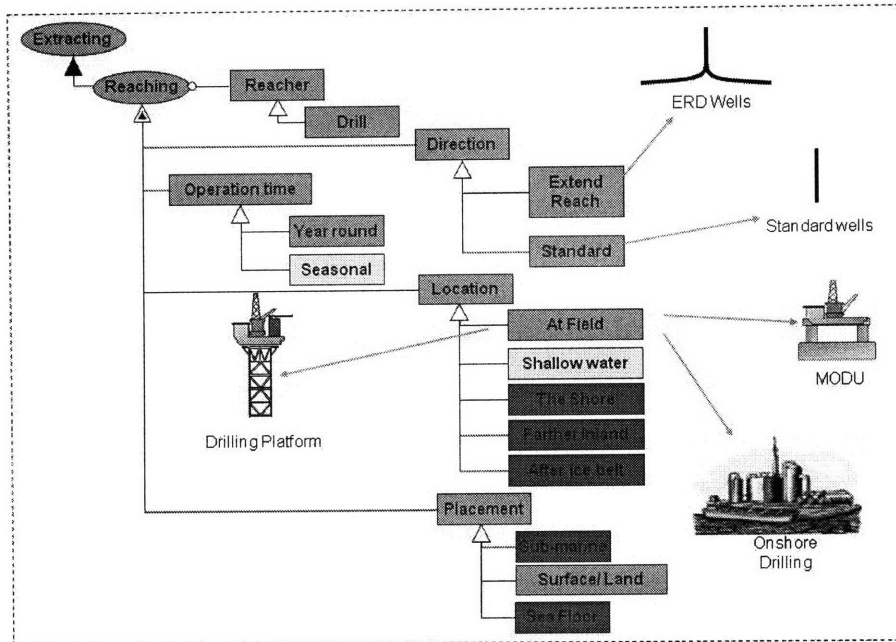 Extracting
Reaching
Reacher
Drill
ERD Wells
Direction
Operation time
Extend
Reach
Year round
Standard
Standard wells
Seasonal
Location
At Field
Shallow water
MODU
The Shore
Drilling Platform
Farther Inland
After ice belt
Placement
Sub-marine
Onshore
Drilling
Surface/ Land
Sea Floor